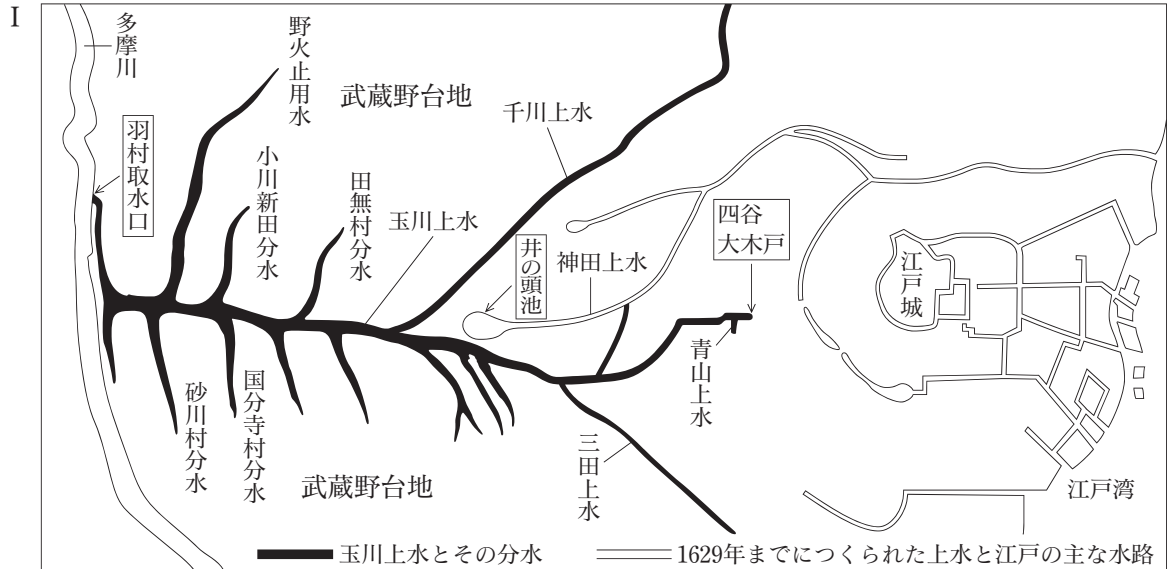 I
多摩川
野火止用水
武蔵野台地
千川上水
羽村取水口
小川新田分水
田無村分水
玉川上水
井の頭池
神田上水
四谷
大木戸
江戸城
青山上水
砂川村分水
国分寺村分水
三田上水
武蔵野台地
江戸湾
玉川上水とその分水
1629年までにつくられた上水と江戸の主な水路